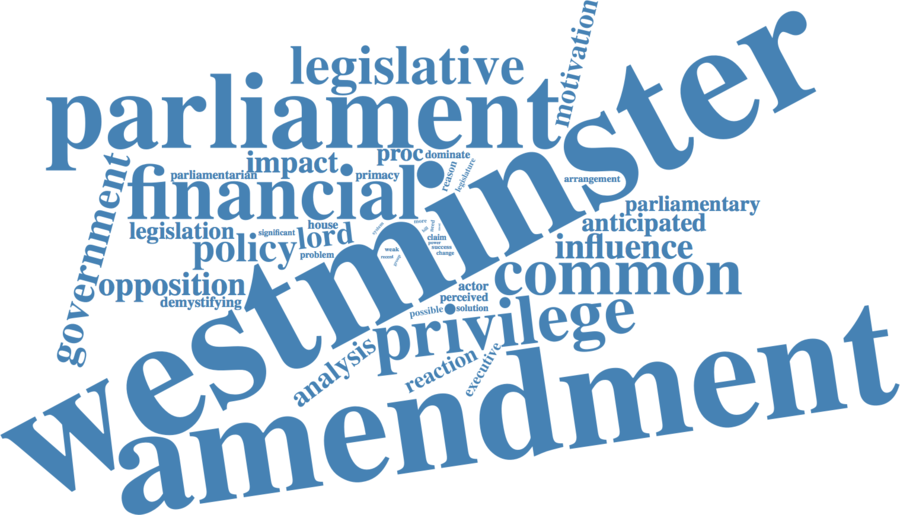 motivation
legislative
parliament
westminster
proc
dominate
impact
government
parliamentarian
primacy
reason
legislature
arrangement
financial
parliamentary
house
anticipated
legislation
significant
lord
policy
influence
claim
power
success
change
weak
recent
group
more
problem
common
opposition
demystifying
actor
perceived
possible
solution
privilege
analysis
reaction
executive
amendment